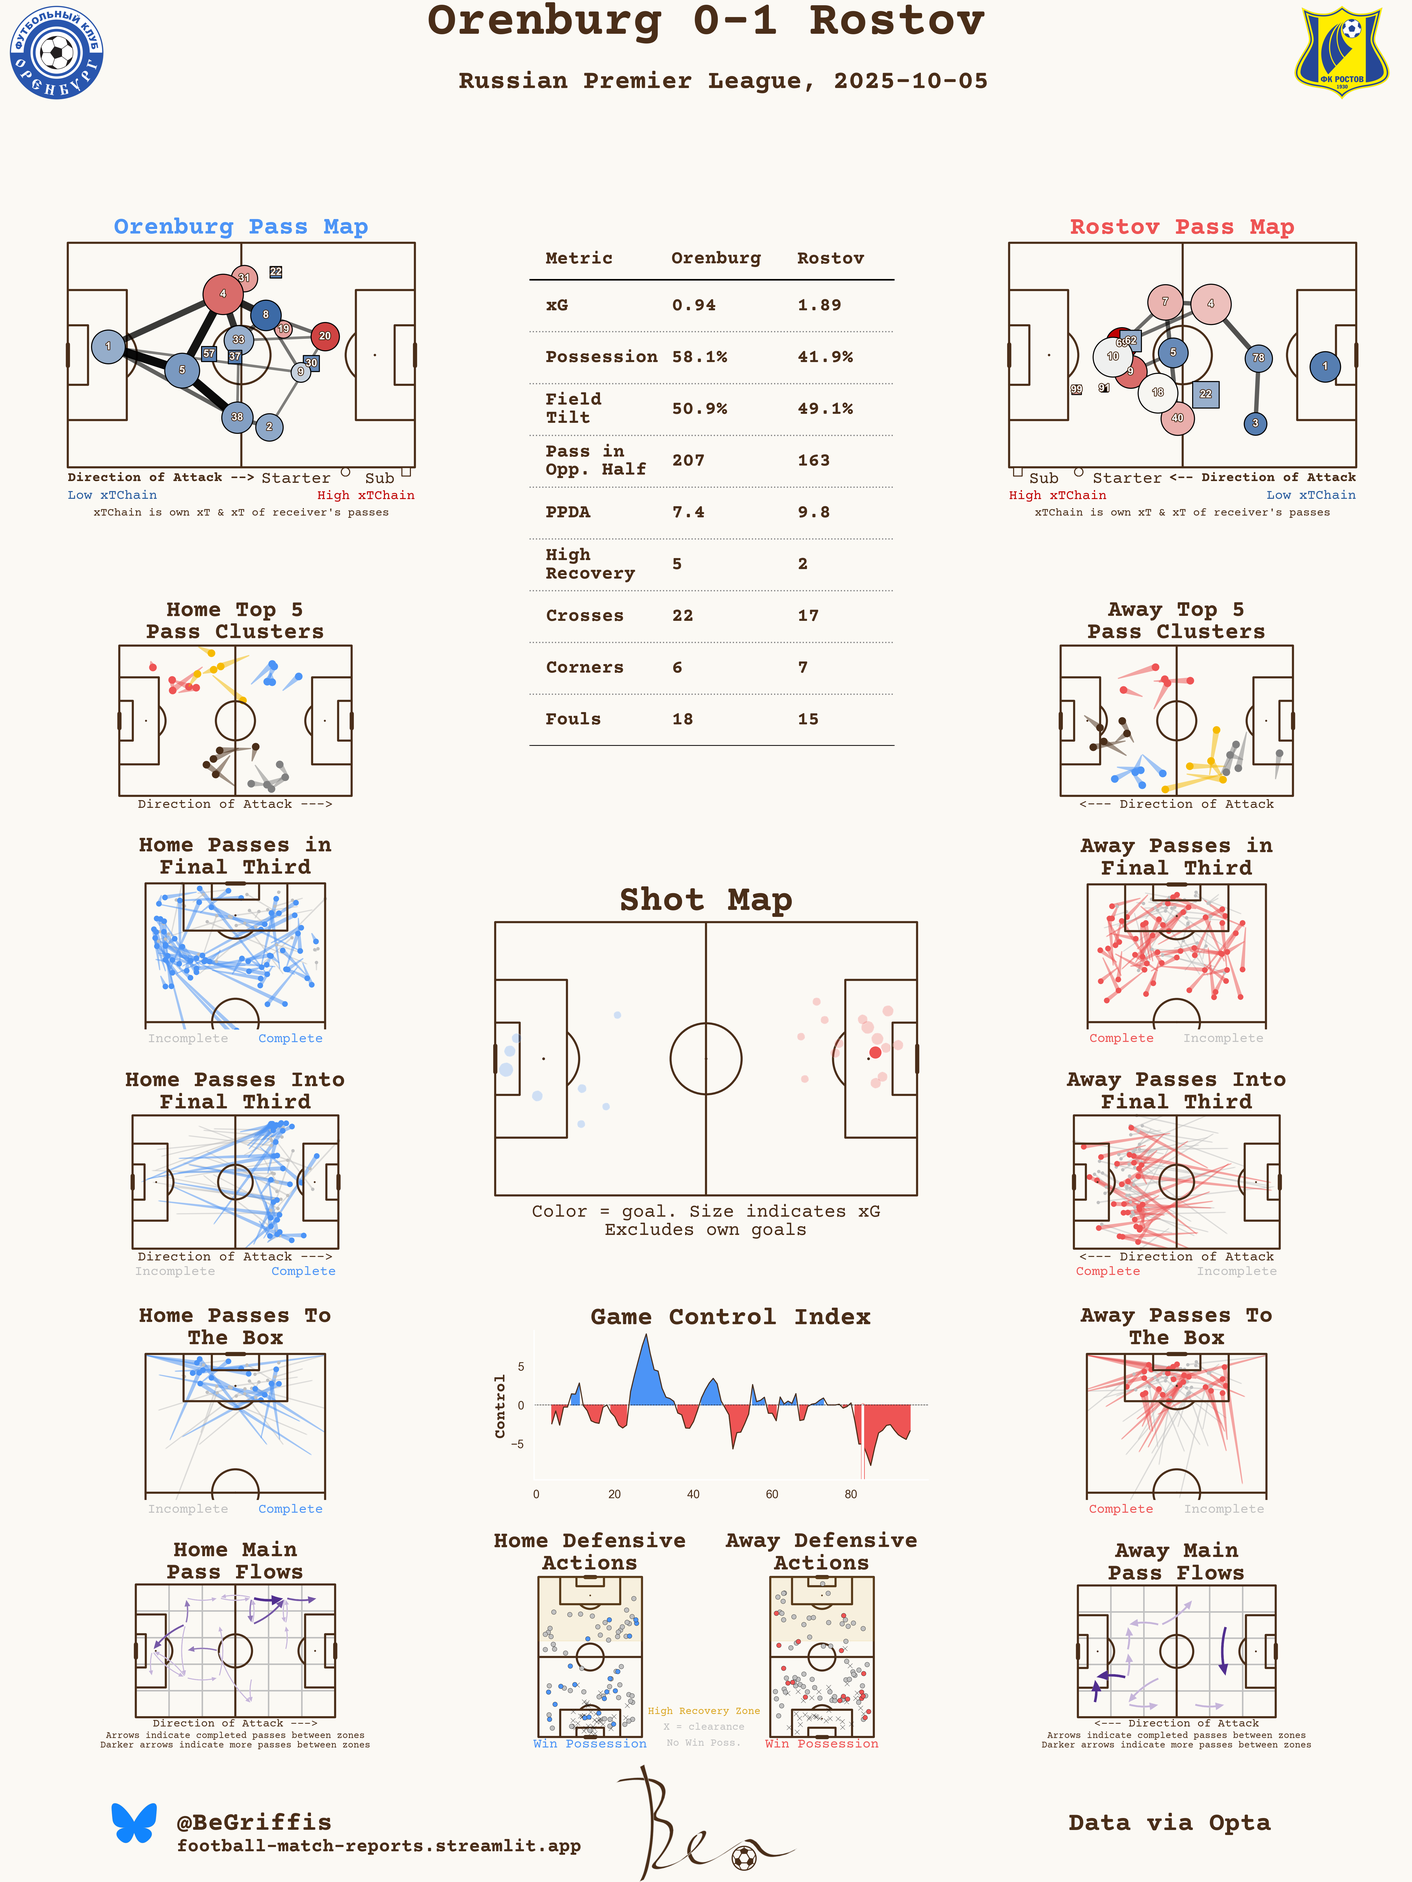 Orenburg 0-1 Rostov
Russian Premier League, 2025-10-05
ФУТБОЛЬНЫЙ КЛУБ
ОРЕНБУРГ
ФК РОСТОВ
1930
Orenburg Pass Map
31
22
4
8
19
20
33
1
57
37
30
5
9
38
2
Direction of Attack --> Starter Sub
Low xTChain High xTChain
xTChain is own xT & xT of receiver's passes
Metric Orenburg Rostov
xG 0.94 1.89
Possession 58.1% 41.9%
Field
Tilt 50.9% 49.1%
Pass in
Opp. Half 207 163
PPDA 7.4 9.8
High
Recovery 5 2
Crosses 22 17
Corners 6 7
Fouls 18 15
Rostov Pass Map
7
4
69
62
10
5
78
1
9
99
91
18
22
40
3
Sub Starter <-- Direction of Attack
High xTChain Low xTChain
xTChain is own xT & xT of receiver's passes
Home Top 5
Pass Clusters
Direction of Attack --->
Away Top 5
Pass Clusters
<--- Direction of Attack
Home Passes in
Final Third
Incomplete Complete
Away Passes in
Final Third
Complete Incomplete
Shot Map
Color = goal. Size indicates xG
Excludes own goals
Home Passes Into
Final Third
Direction of Attack --->
Incomplete Complete
Away Passes Into
Final Third
<--- Direction of Attack
Complete Incomplete
Home Passes To
The Box
Incomplete Complete
Game Control Index
Control
5
0
−5
0 20 40 60 80
Away Passes To
The Box
Complete Incomplete
Home Main
Pass Flows
Direction of Attack --->
Arrows indicate completed passes between zones
Darker arrows indicate more passes between zones
Home Defensive
Actions
Win Possession
High Recovery Zone
X = clearance
No Win Poss.
Away Defensive
Actions
Win Possession
Away Main
Pass Flows
<--- Direction of Attack
Arrows indicate completed passes between zones
Darker arrows indicate more passes between zones
@BeGriffis
football-match-reports.streamlit.app
Ben
Data via Opta